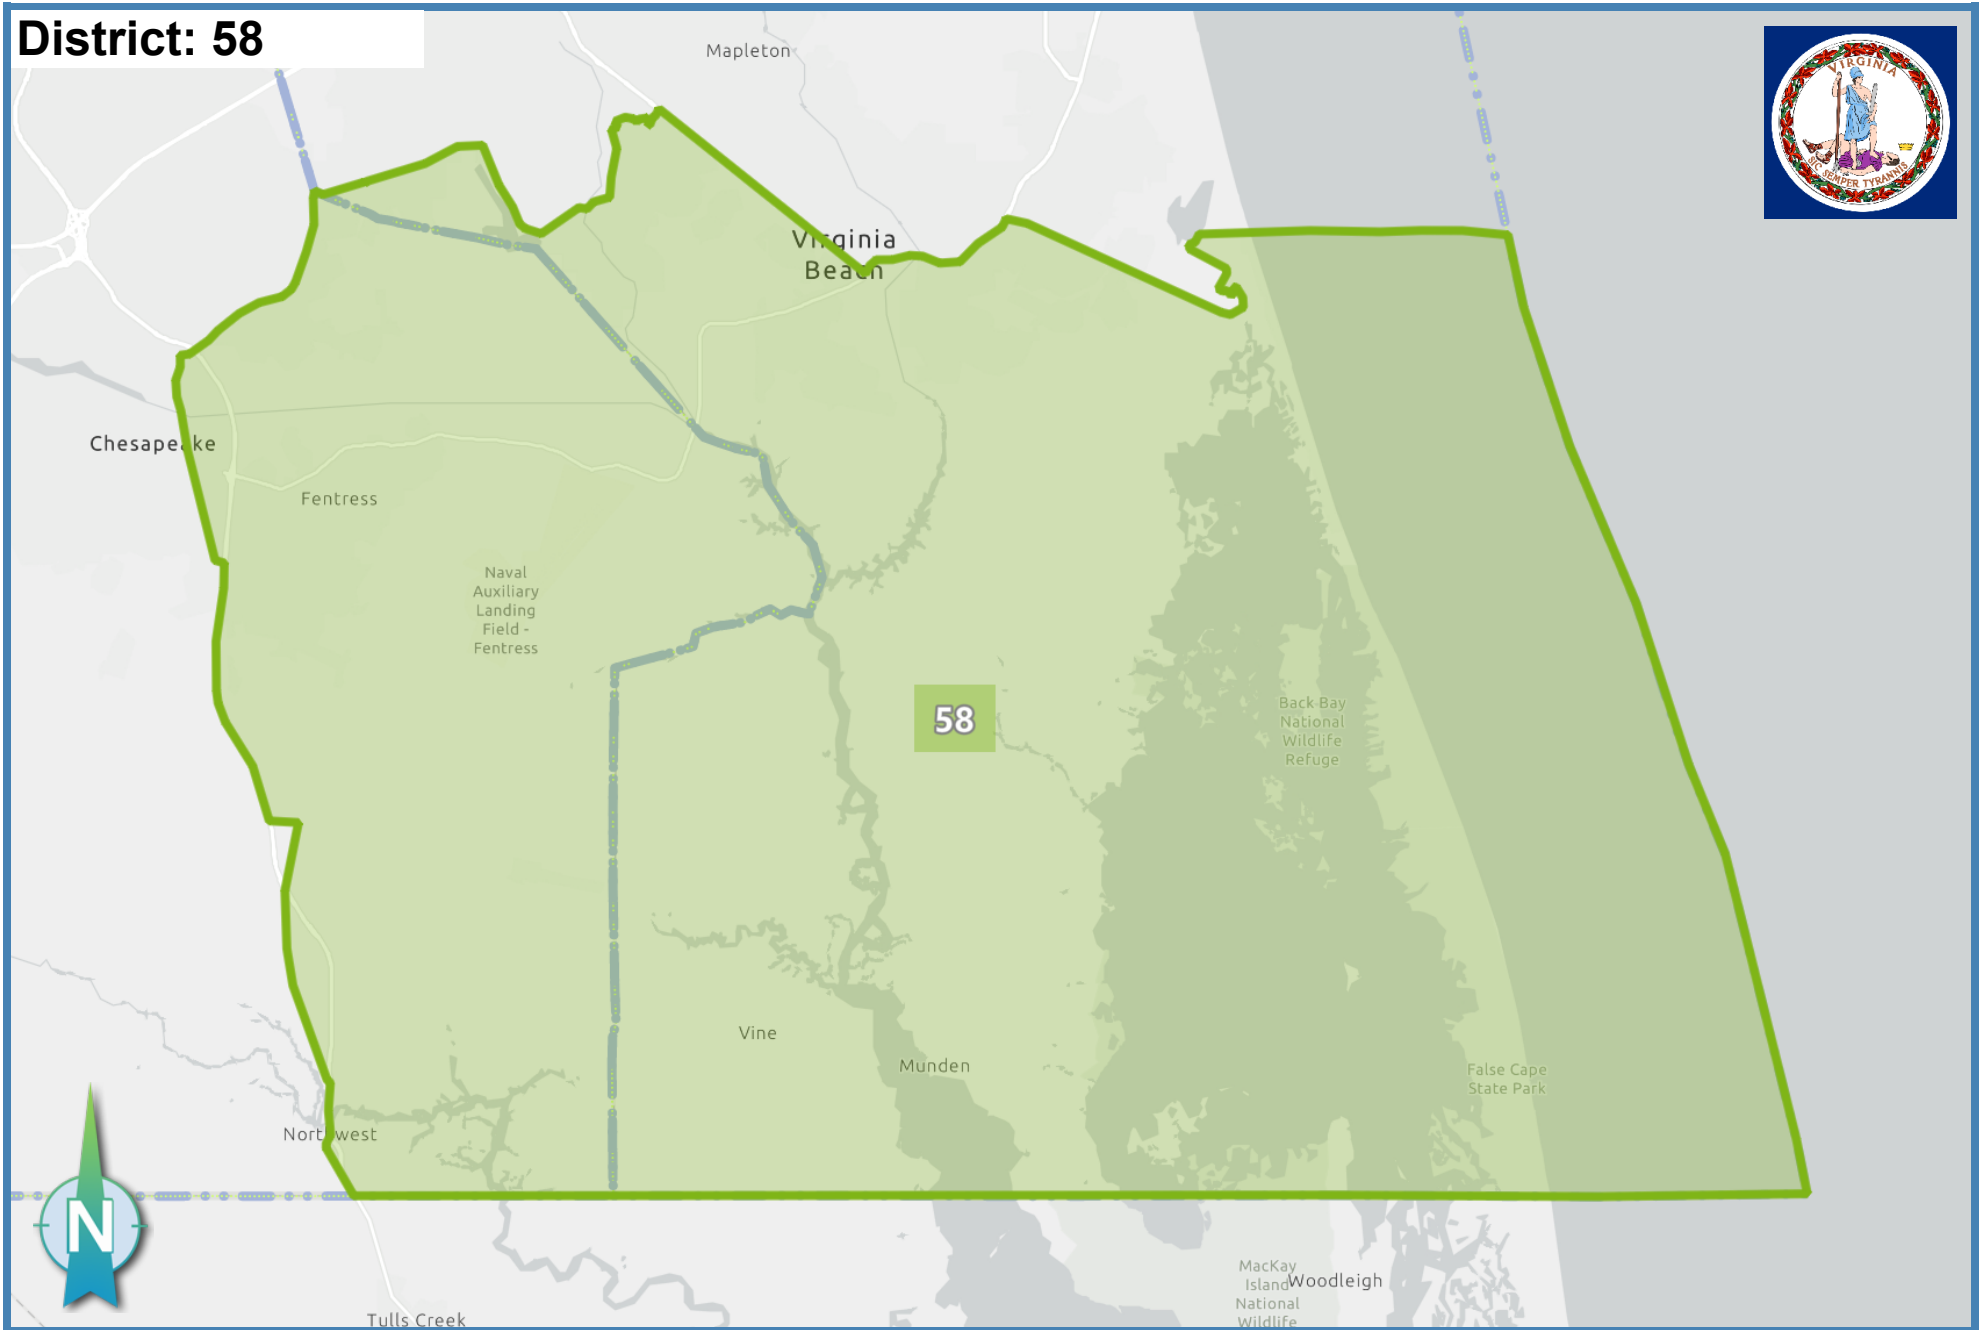 District: 58
Mapleton
VIRGINIA
SIC SEMPER TYRANNIS
Virginia
Beach
Chesapeake
Fentress
Naval
Auxiliary
Landing
Field -
Fentress
58
Back Bay
National
Wildlife
Refuge
Vine
Munden
False Cape
State Park
Northwest
N
MacKay
Island
National
Wildlife
Woodleigh
Tulls Creek